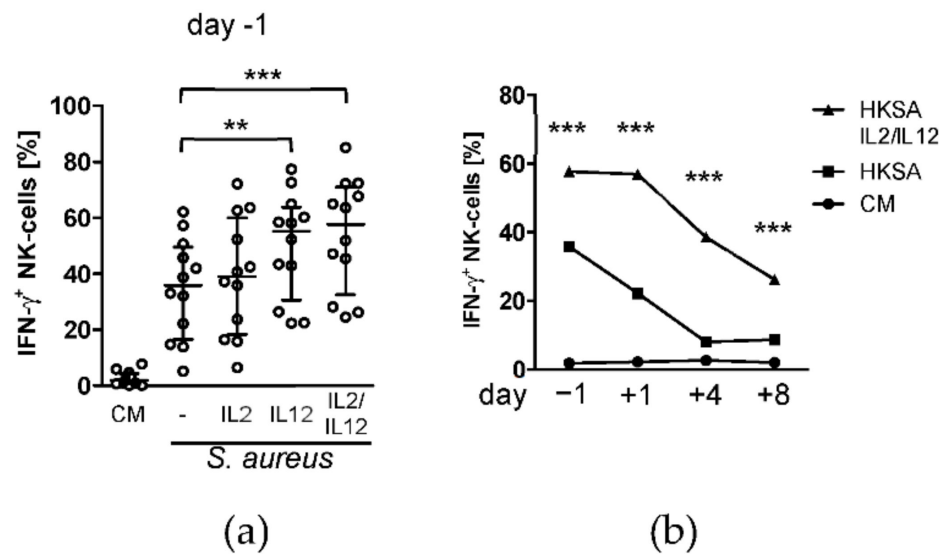 day -1
***
**
100
80
60
40
20
0
IFN-γ⁺ NK-cells [%]
CM
-
IL2
IL12
IL2/
IL12
S. aureus
(a)
80
60
40
20
0
IFN-γ⁺ NK-cells [%]
***
***
***
***
HKSA
IL2/IL12
HKSA
CM
day
−1
+1
+4
+8
(b)